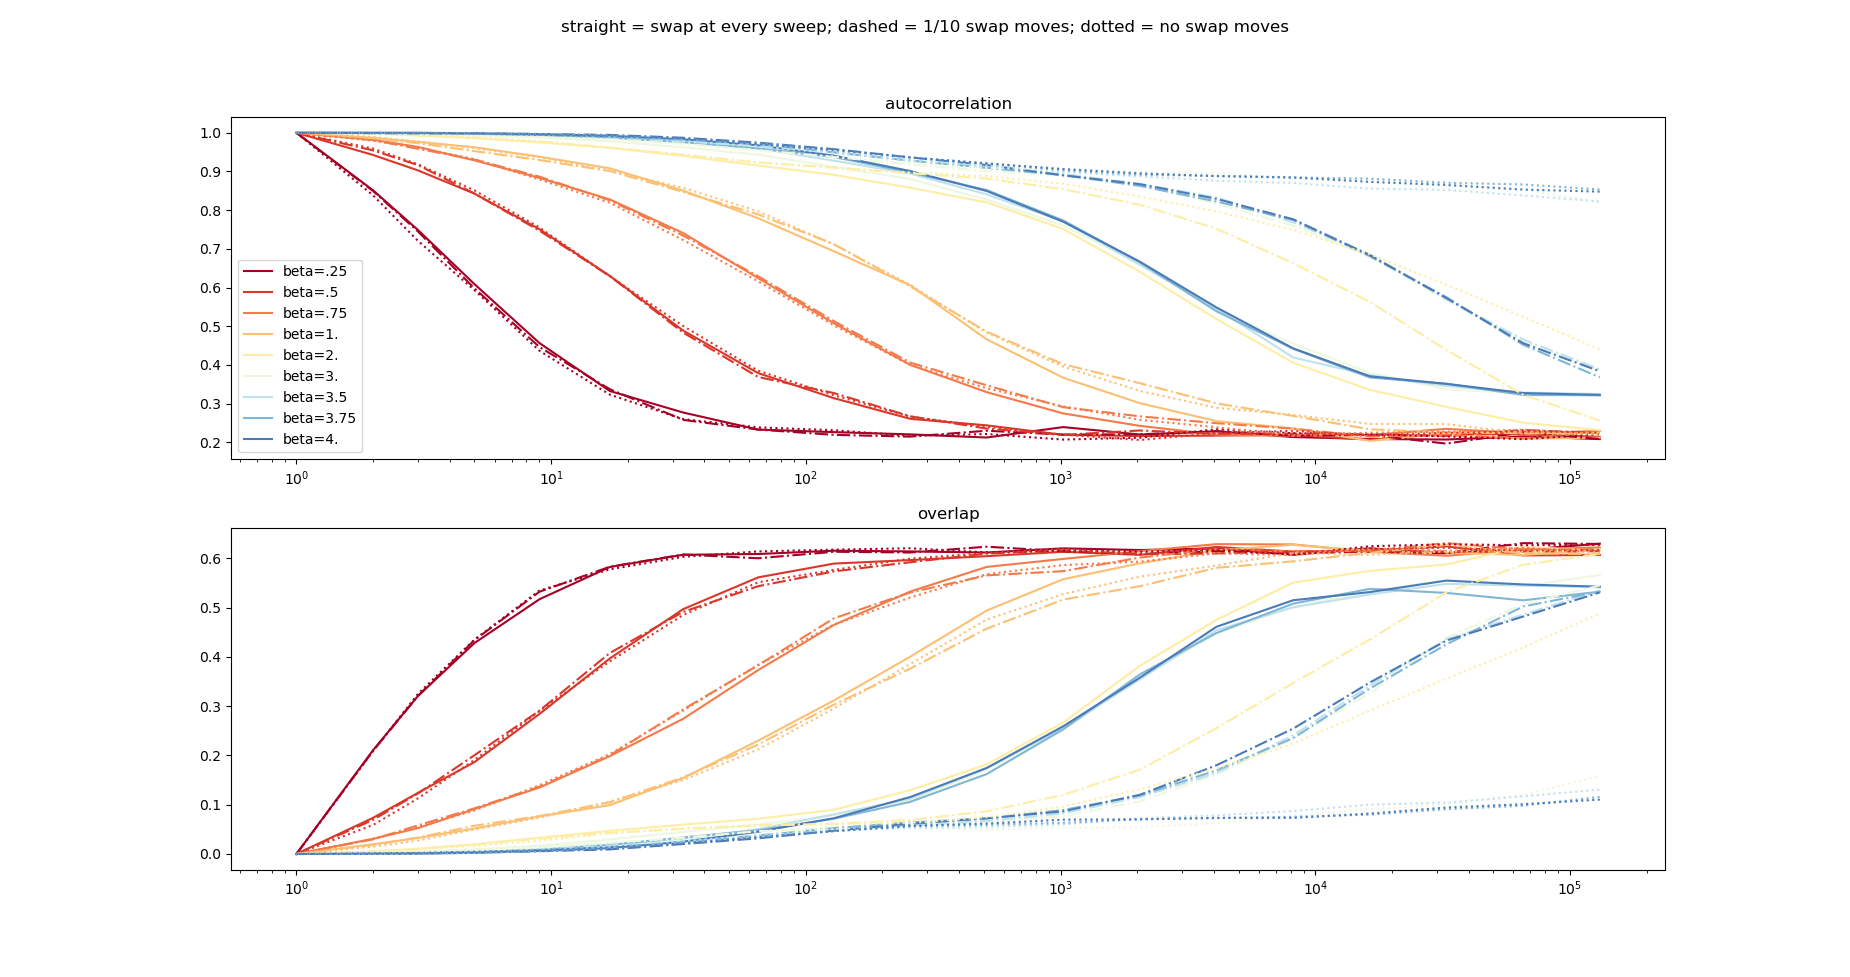 straight = swap at every sweep; dashed = 1/10 swap moves; dotted = no swap moves
autocorrelation
1.0
0.9
0.8
0.7
0.6
0.5
0.4
0.3
0.2
beta=.25
beta=.5
beta=.75
beta=1.
beta=2.
beta=3.
beta=3.5
beta=3.75
beta=4.
10⁰ 10¹ 10² 10³ 10⁴ 10⁵
overlap
0.6
0.5
0.4
0.3
0.2
0.1
0.0
10⁰ 10¹ 10² 10³ 10⁴ 10⁵